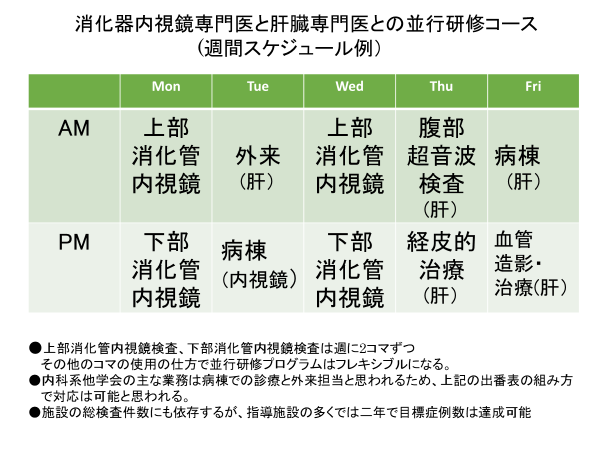 消化器内視鏡専門医と肝臓専門医との並行研修コース
（週間スケジュール例）
Mon Tue Wed Thu Fri
AM
上部
消化管
内視鏡
外来
（肝）
上部
消化管
内視鏡
腹部
超音波
検査
（肝）
病棟
（肝）
PM
下部
消化管
内視鏡
病棟
（内視鏡）
下部
消化管
内視鏡
経皮的
治療
（肝）
血管
造影・
治療(肝)
●上部消化管内視鏡検査、下部消化管内視鏡検査は週に2コマずつ
その他のコマの使用の仕方で並行研修プログラムはフレキシブルになる。
●内科系他学会の主な業務は病棟での診療と外来担当と思われるため、上記の出番表の組み方
で対応は可能と思われる。
●施設の総検査件数にも依存するが、指導施設の多くでは二年で目標症例数は達成可能